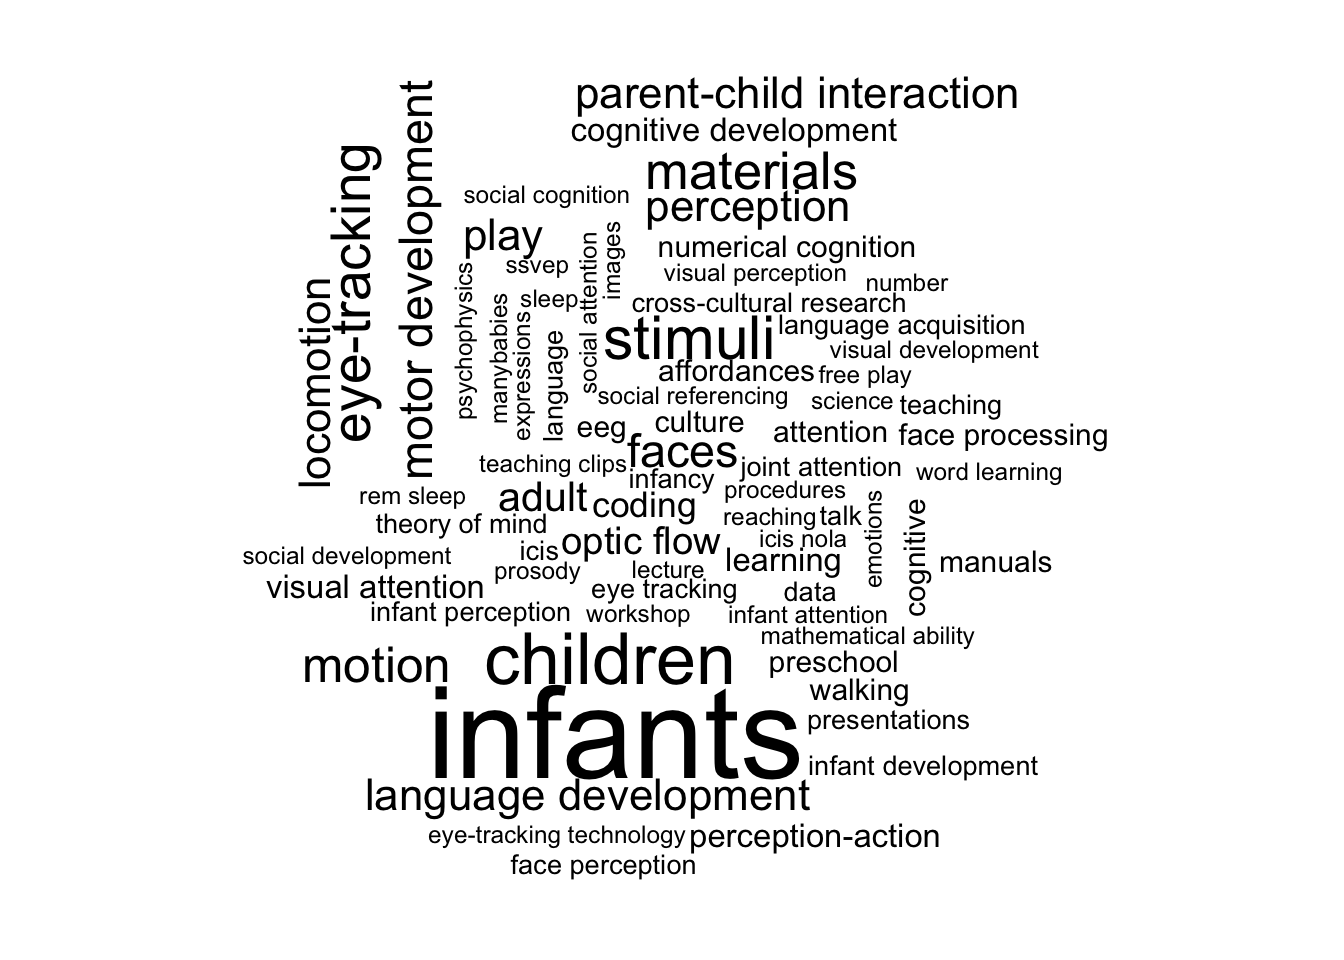 parent-child interaction
cognitive development
materials
perception
social cognition
play
numerical cognition
visual perception
number
ssvep
sleep
cross-cultural research
stimuli
language acquisition
visual development
affordances
free play
social referencing
science
teaching
locomotion
eye-tracking
motor development
psychophysics
manybabies
expressions
language
social attention
images
eeg
culture
attention
face processing
faces
teaching clips
joint attention
word learning
infancy
rem sleep
adult
coding
procedures
theory of mind
reaching
talk
emotions
cognitive
social development
icis
optic flow
icis nola
learning
manuals
prosody
lecture
visual attention
eye tracking
data
infant perception
workshop
infant attention
mathematical ability
motion
children
preschool
walking
infants
presentations
infant development
language development
eye-tracking technology
perception-action
face perception